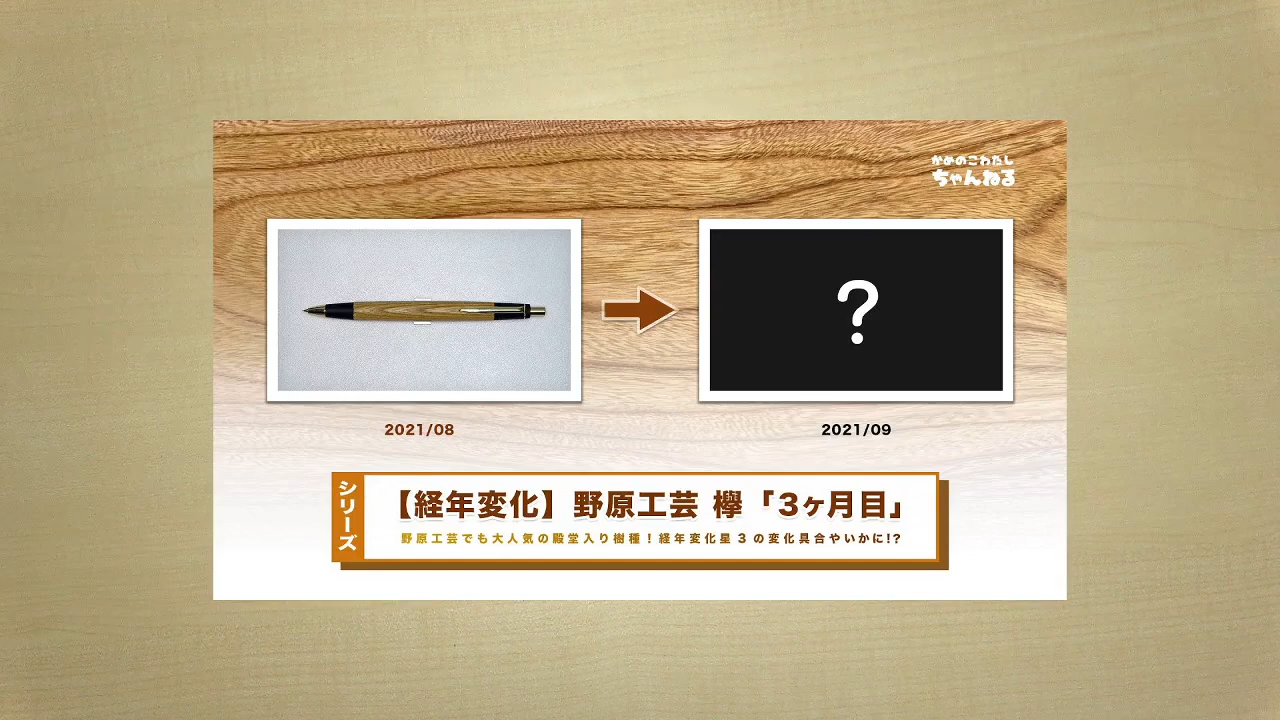 かめのこわたし
ちゃんねる
?
2021/08
2021/09
シリーズ
【経年変化】野原工芸 欅「3ヶ月目」
野原工芸でも大人気の殿堂入り樹種！経年変化星3の変化具合やいかに!?